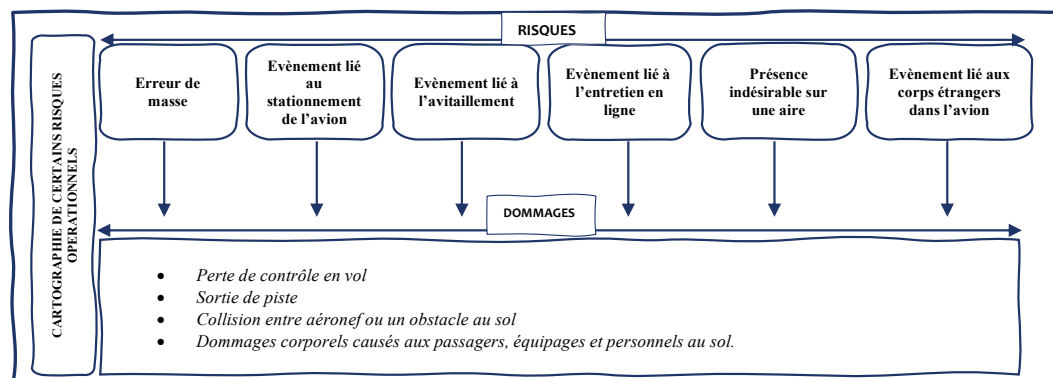 RISQUES
CARTOGRAPHIE DE CERTAINS RISQUES
OPERATIONNELS
Erreur de
masse
Evènement lié
au
stationnement
de l'avion
Evènement lié à
l'avitaillement
Evènement lié à
l'entretien en
ligne
Présence
indésirable sur
une aire
Evènement lié aux
corps étrangers
dans l'avion
DOMMAGES
• Perte de contrôle en vol
• Sortie de piste
• Collision entre aéronef ou un obstacle au sol
• Dommages corporels causés aux passagers, équipages et personnels au sol.